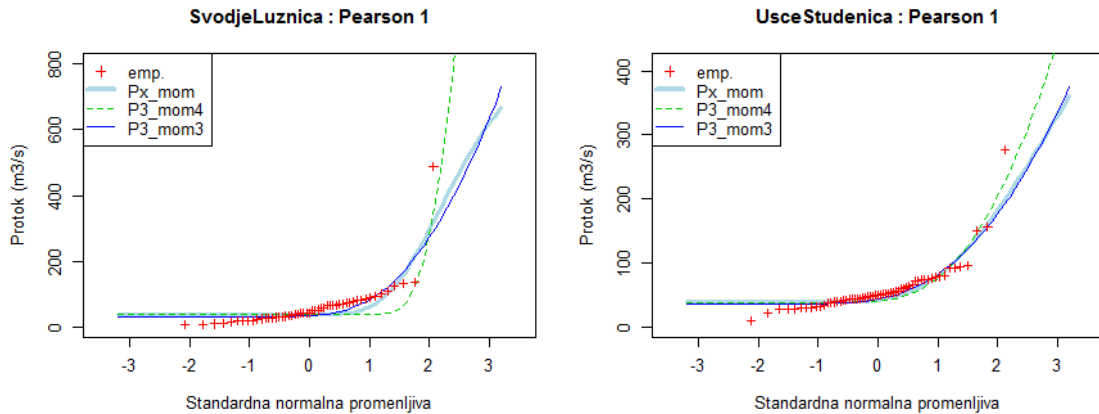 SvodjeLuznica : Pearson 1
Protok (m3/s)
800
600
400
200
0
emp.
Px_mom
P3_mom4
P3_mom3
-3 -2 -1 0 1 2 3
Standardna normalna promenljiva
UsceStudenica : Pearson 1
Protok (m3/s)
400
300
200
100
0
emp.
Px_mom
P3_mom4
P3_mom3
-3 -2 -1 0 1 2 3
Standardna normalna promenljiva